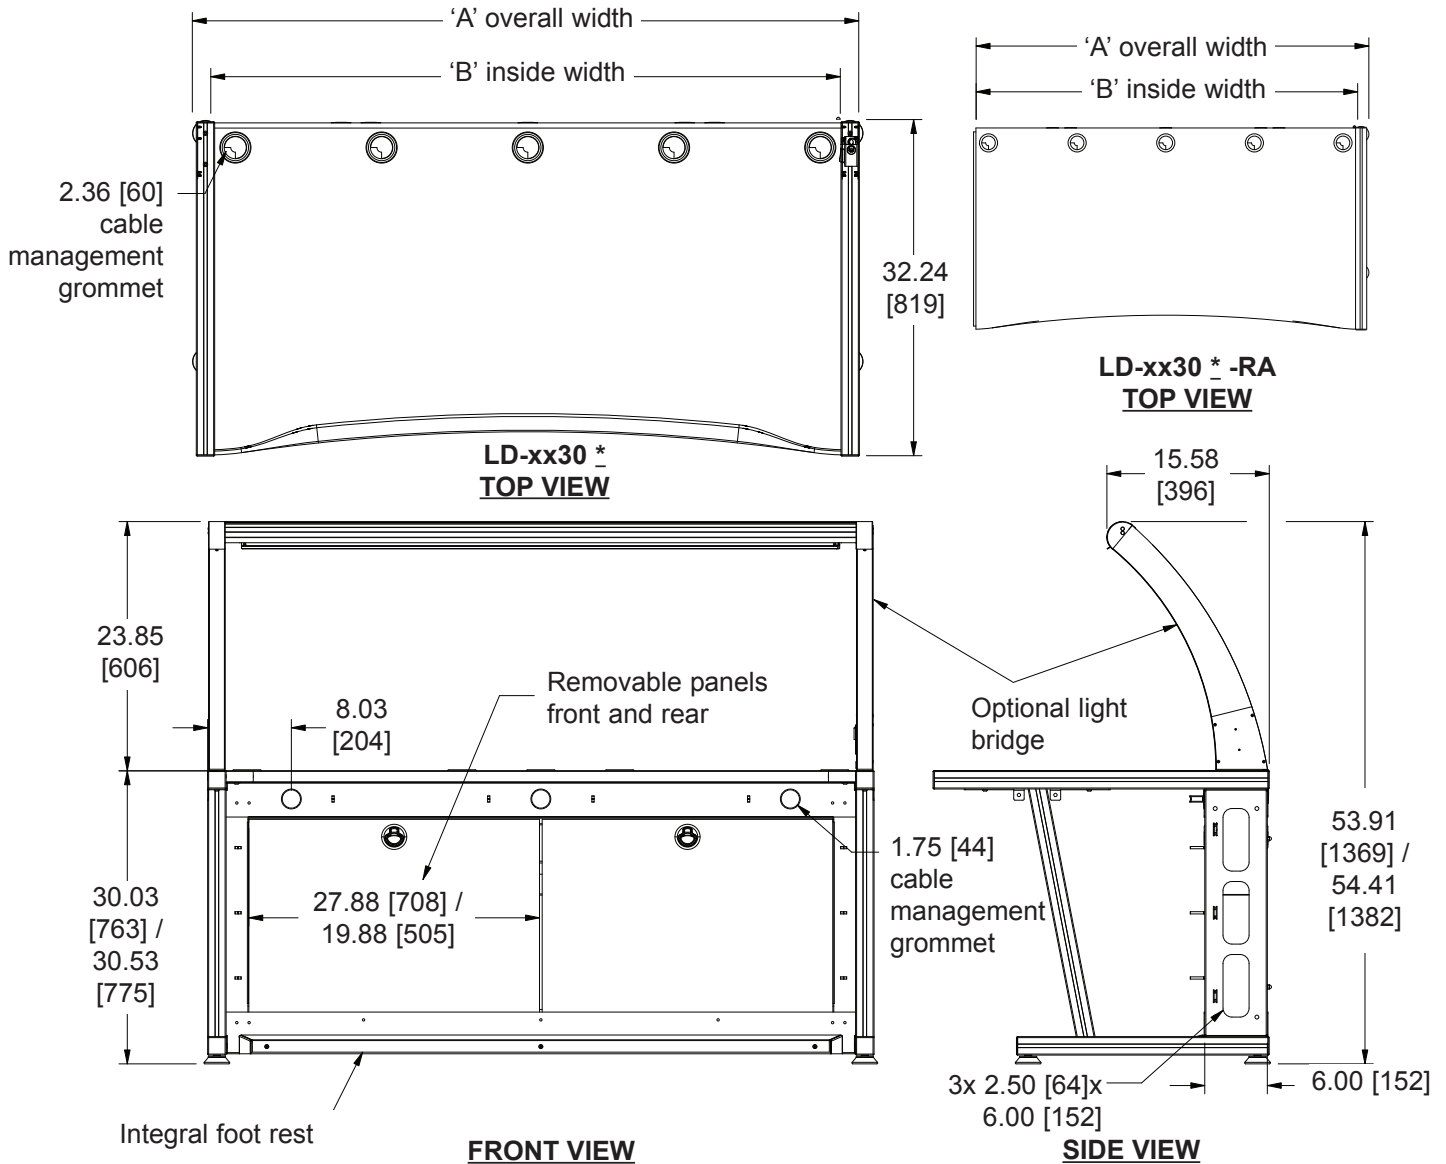 ‘A’ overall width
‘B’ inside width
2.36 [60]
cable
management
grommet
32.24
[819]
LD-xx30 *
TOP VIEW
‘A’ overall width
‘B’ inside width
LD-xx30 * -RA
TOP VIEW
15.58
[396]
23.85
[606]
8.03
[204]
Removable panels
front and rear
Optional light
bridge
30.03
[763] /
30.53
[775]
27.88 [708] /
19.88 [505]
1.75 [44]
cable
management
grommet
53.91
[1369] /
54.41
[1382]
3x 2.50 [64]x
6.00 [152]
6.00 [152]
Integral foot rest
FRONT VIEW
SIDE VIEW